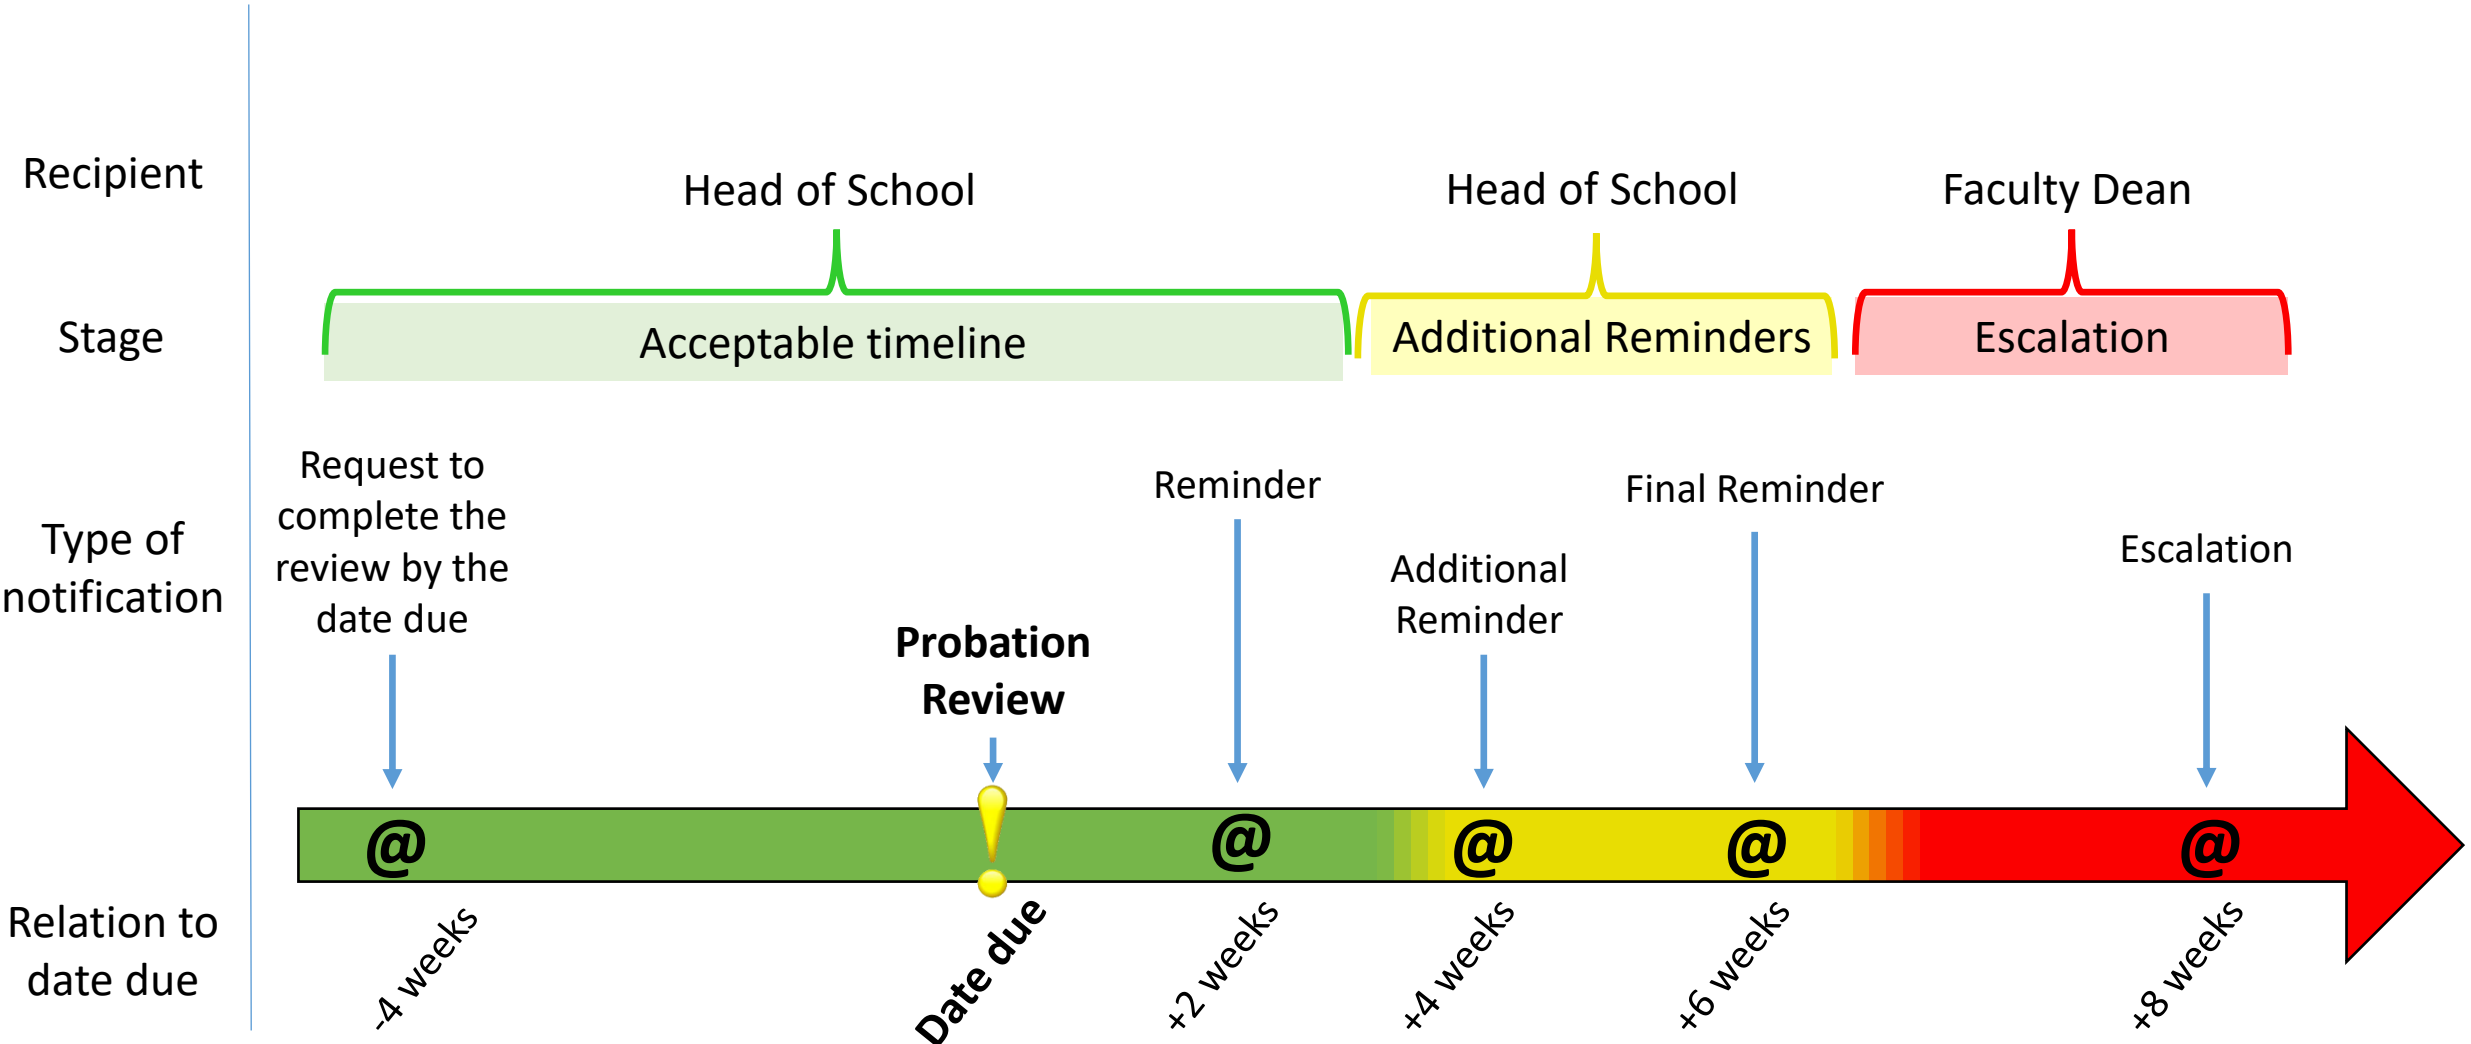 Recipient
Head of School
Head of School
Faculty Dean
Stage
Acceptable timeline
Additional Reminders
Escalation
Type of
notification
Request to
complete the
review by the
date due
Probation
Review
Reminder
Additional
Reminder
Final Reminder
Escalation
@
!
@
@
@
@
Relation to
date due
-4 weeks
Date due
+2 weeks
+4 weeks
+6 weeks
+8 weeks